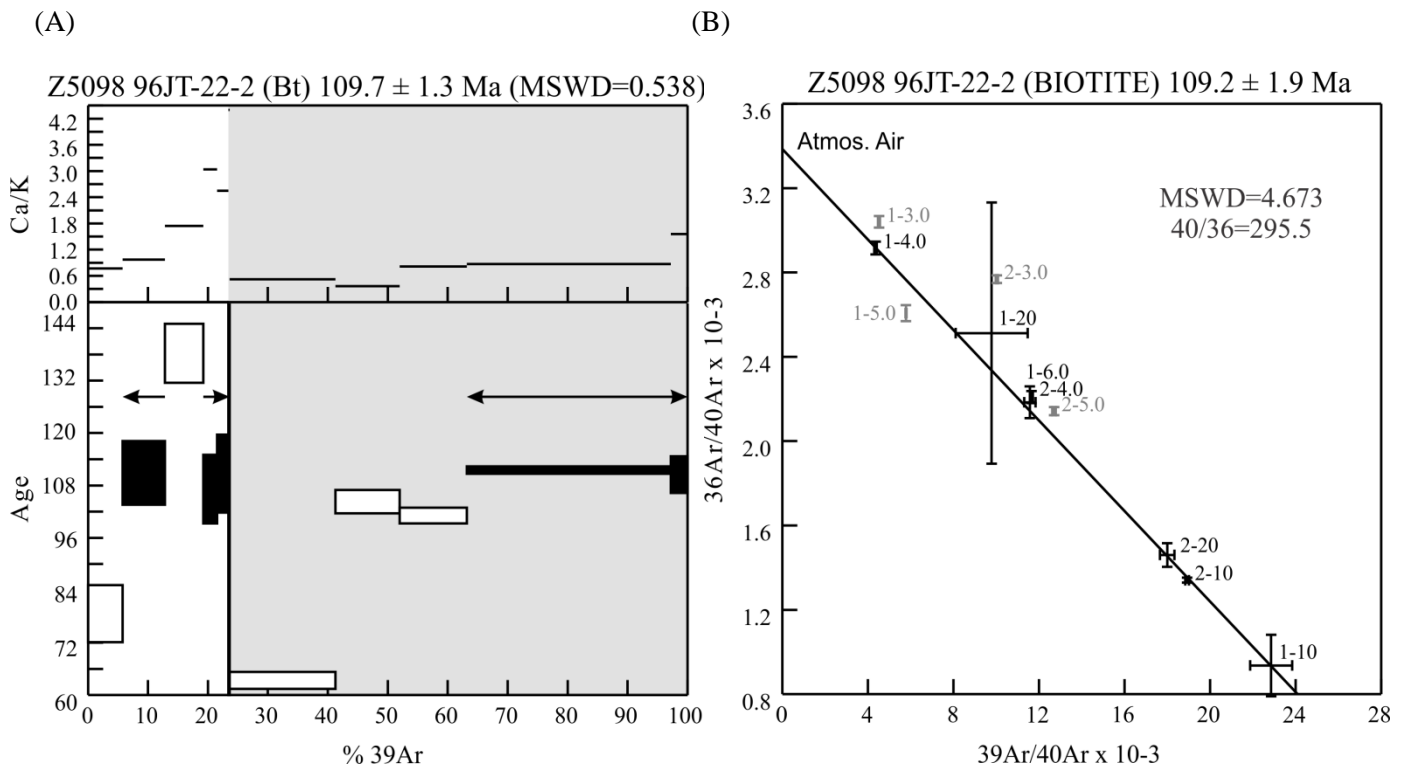 (A)
(B)
Z5098 96JT-22-2 (Bt) 109.7 ± 1.3 Ma (MSWD=0.538)
4.2
3.6
3.0
2.4
1.8
1.2
0.6
0.0
Ca/K
144
132
120
108
96
84
72
60
Age
0 10 20 30 40 50 60 70 80 90 100
% 39Ar
Z5098 96JT-22-2 (BIOTITE) 109.2 ± 1.9 Ma
3.6
3.2
2.8
2.4
2.0
1.6
1.2
0.8
36Ar/40Ar x 10-3
Atmos. Air
MSWD=4.673
40/36=295.5
1-3.0
1-4.0
2-3.0
1-5.0
1-20
1-6.0
2-4.0
2-5.0
2-20
2-10
1-10
0 4 8 12 16 20 24 28
39Ar/40Ar x 10-3